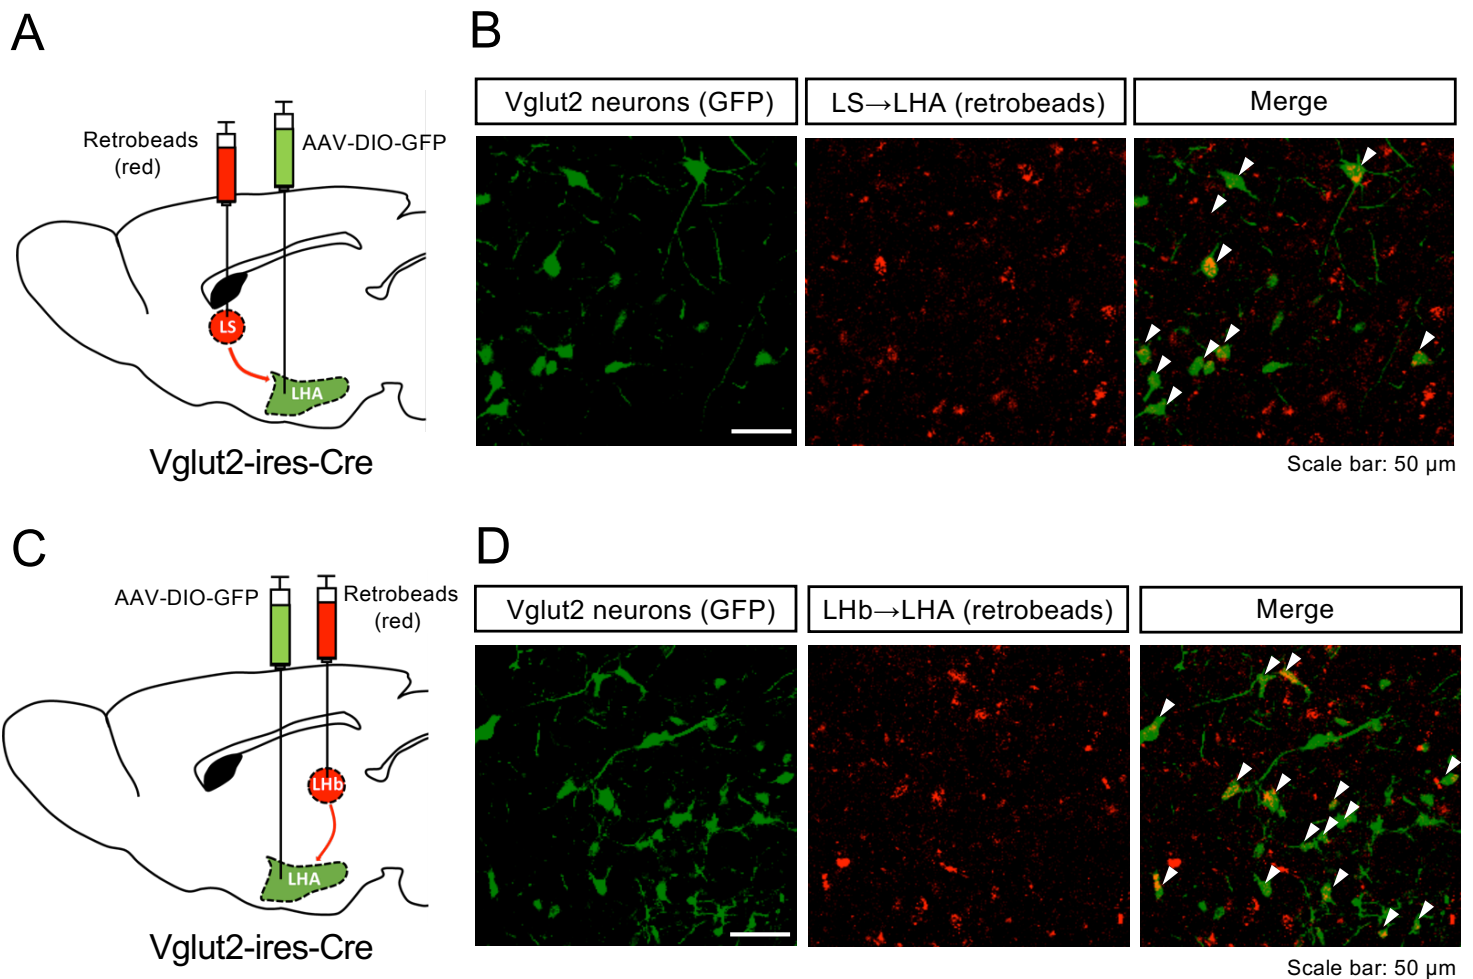 A
B
Vglut2 neurons (GFP)
LS→LHA (retrobeads)
Merge
Retrobeads
(red)
AAV-DIO-GFP
LS
LHA
Vglut2-ires-Cre
Scale bar: 50 µm
C
D
AAV-DIO-GFP
Retrobeads
(red)
Vglut2 neurons (GFP)
LHb→LHA (retrobeads)
Merge
LHb
LHA
Vglut2-ires-Cre
Scale bar: 50 µm